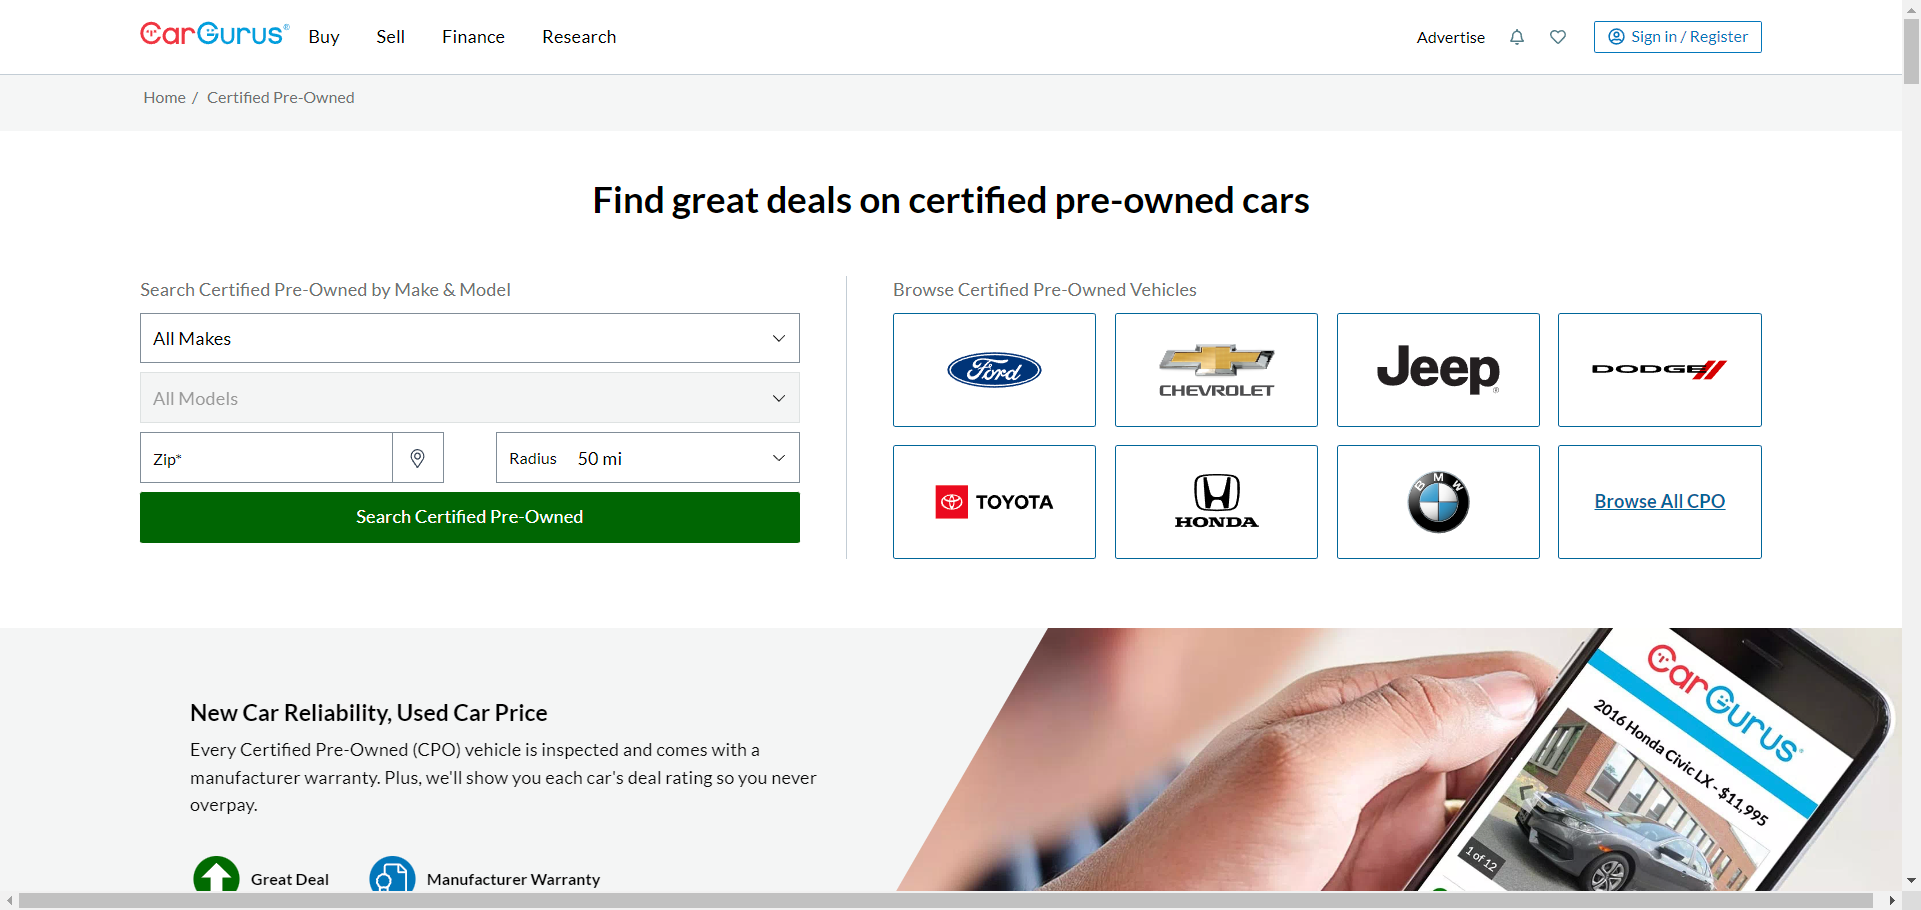 CarGurus®
Buy
Sell
Finance
Research
Advertise
Sign in / Register
Home / Certified Pre-Owned
Find great deals on certified pre-owned cars
Search Certified Pre-Owned by Make & Model
All Makes
All Models
Zip*
Radius 50 mi
Search Certified Pre-Owned
Browse Certified Pre-Owned Vehicles
Ford
CHEVROLET
Jeep®
DODGE
TOYOTA
HONDA
BMW
Browse All CPO
New Car Reliability, Used Car Price
Every Certified Pre-Owned (CPO) vehicle is inspected and comes with a
manufacturer warranty. Plus, we'll show you each car's deal rating so you never
overpay.
Great Deal
Manufacturer Warranty
CarGurus®
2016 Honda Civic LX - $11,995
1 of 12